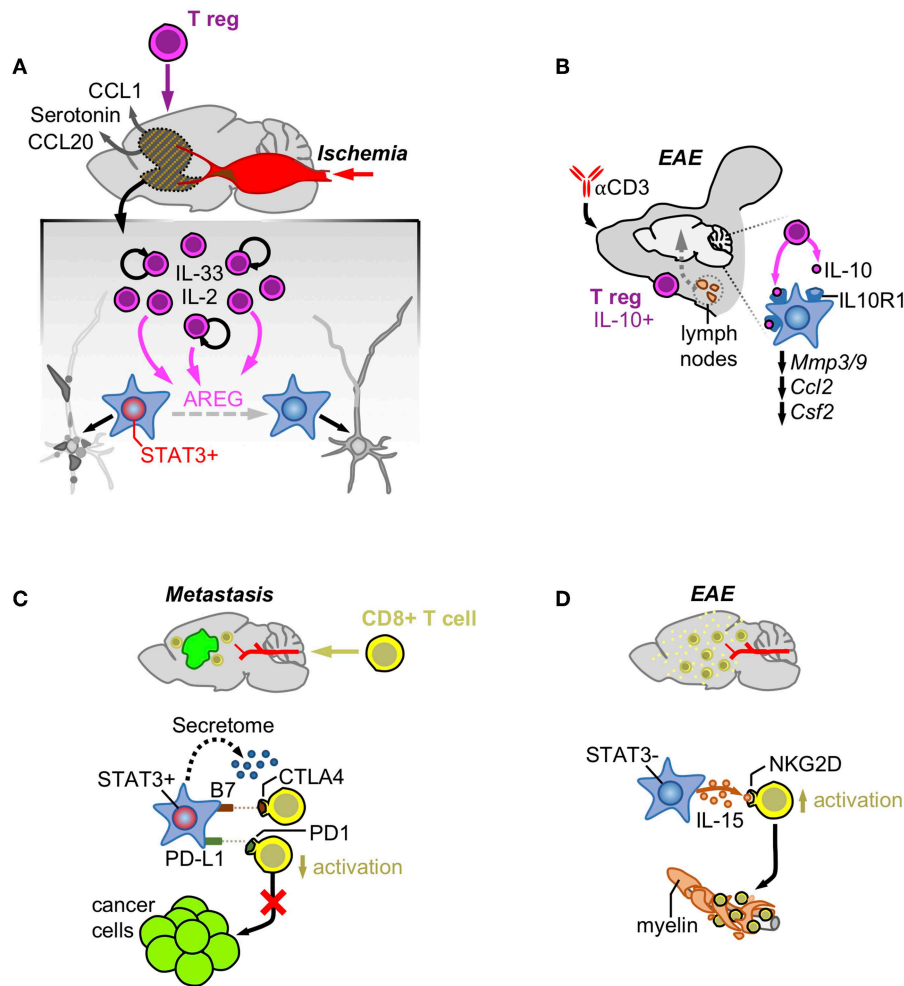 T reg
A
CCL1
Serotonin
CCL20
Ischemia
IL-33
IL-2
AREG
STAT3+
B
EAE
αCD3
IL-10
IL10R1
T reg
IL-10+
lymph
nodes
Mmp3/9
Ccl2
Csf2
C
Metastasis
CD8+ T cell
Secretome
STAT3+
B7
CTLA4
PD1
PD-L1
activation
cancer
cells
D
EAE
STAT3-
NKG2D
activation
IL-15
myelin